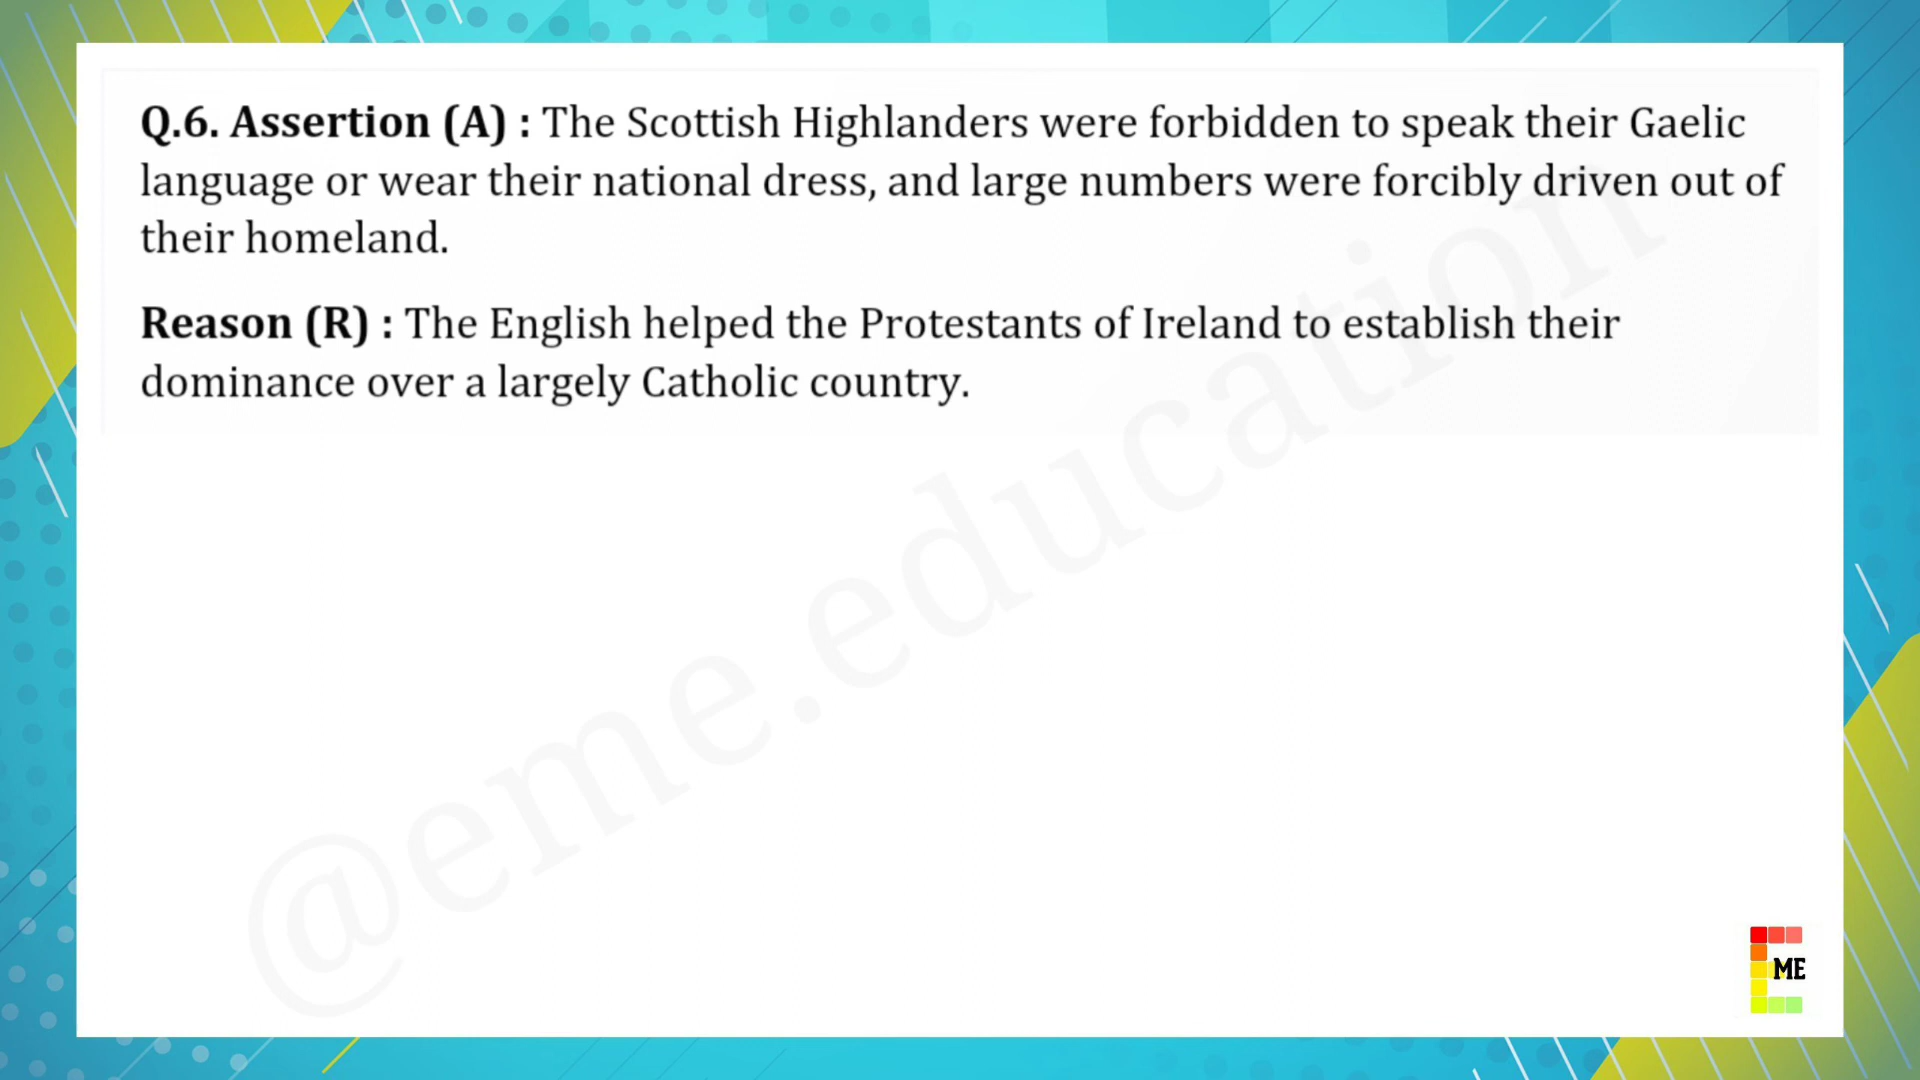 Q.6. Assertion (A) : The Scottish Highlanders were forbidden to speak their Gaelic
language or wear their national dress, and large numbers were forcibly driven out of
their homeland.
Reason (R) : The English helped the Protestants of Ireland to establish their
dominance over a largely Catholic country.
@eme.education
ME